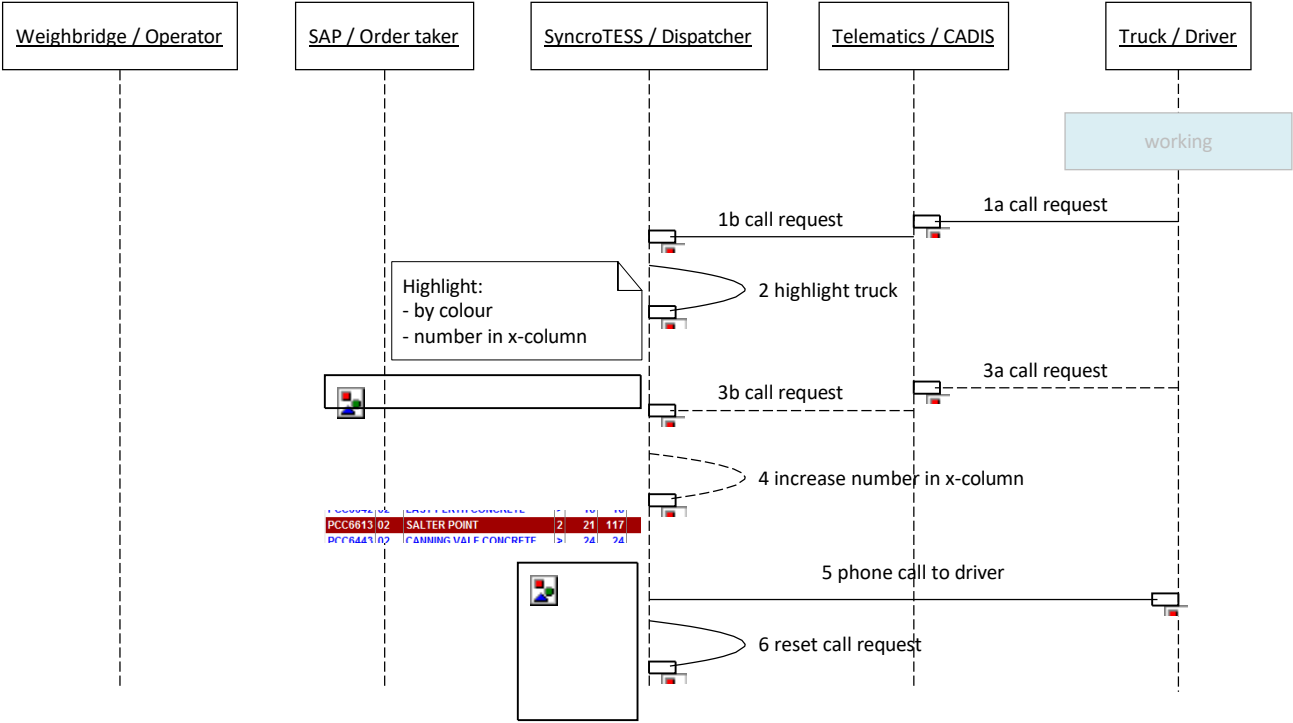 Weighbridge / Operator
SAP / Order taker
SyncroTESS / Dispatcher
Telematics / CADIS
Truck / Driver
working
1a call request
1b call request
Highlight:
- by colour
- number in x-column
2 highlight truck
3a call request
3b call request
4 increase number in x-column
PCC6613 02 SALTER POINT 2 21 117
PCC6443 02 CANNING VALE CONCRETE > 24 24
5 phone call to driver
6 reset call request